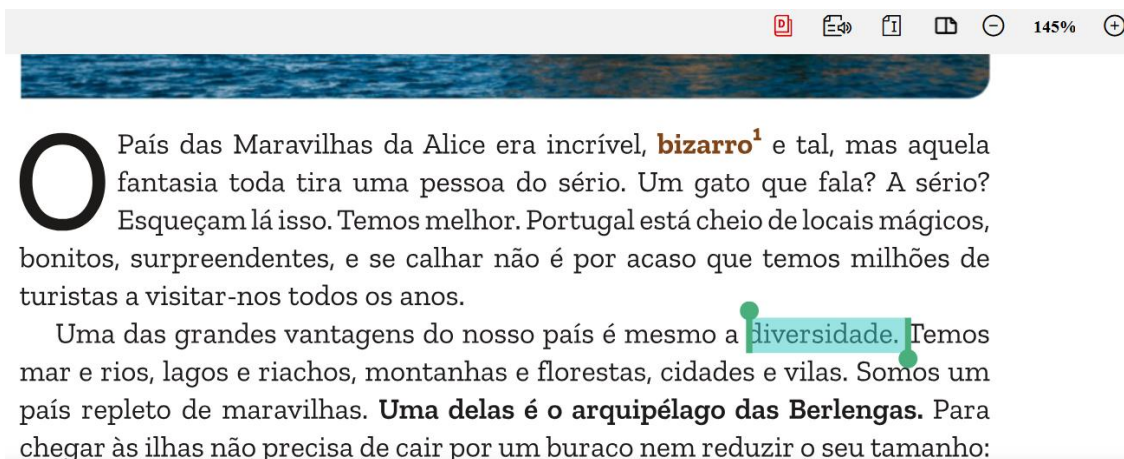 145%
O País das Maravilhas da Alice era incrível, bizarro¹ e tal, mas aquela
fantasia toda tira uma pessoa do sério. Um gato que fala? A sério?
Esqueçam lá isso. Temos melhor. Portugal está cheio de locais mágicos,
bonitos, surpreendentes, e se calhar não é por acaso que temos milhões de
turistas a visitar-nos todos os anos.
Uma das grandes vantagens do nosso país é mesmo a diversidade. Temos
mar e rios, lagos e riachos, montanhas e florestas, cidades e vilas. Somos um
país repleto de maravilhas. Uma delas é o arquipélago das Berlengas. Para
chegar às ilhas não precisa de cair por um buraco nem reduzir o seu tamanho: